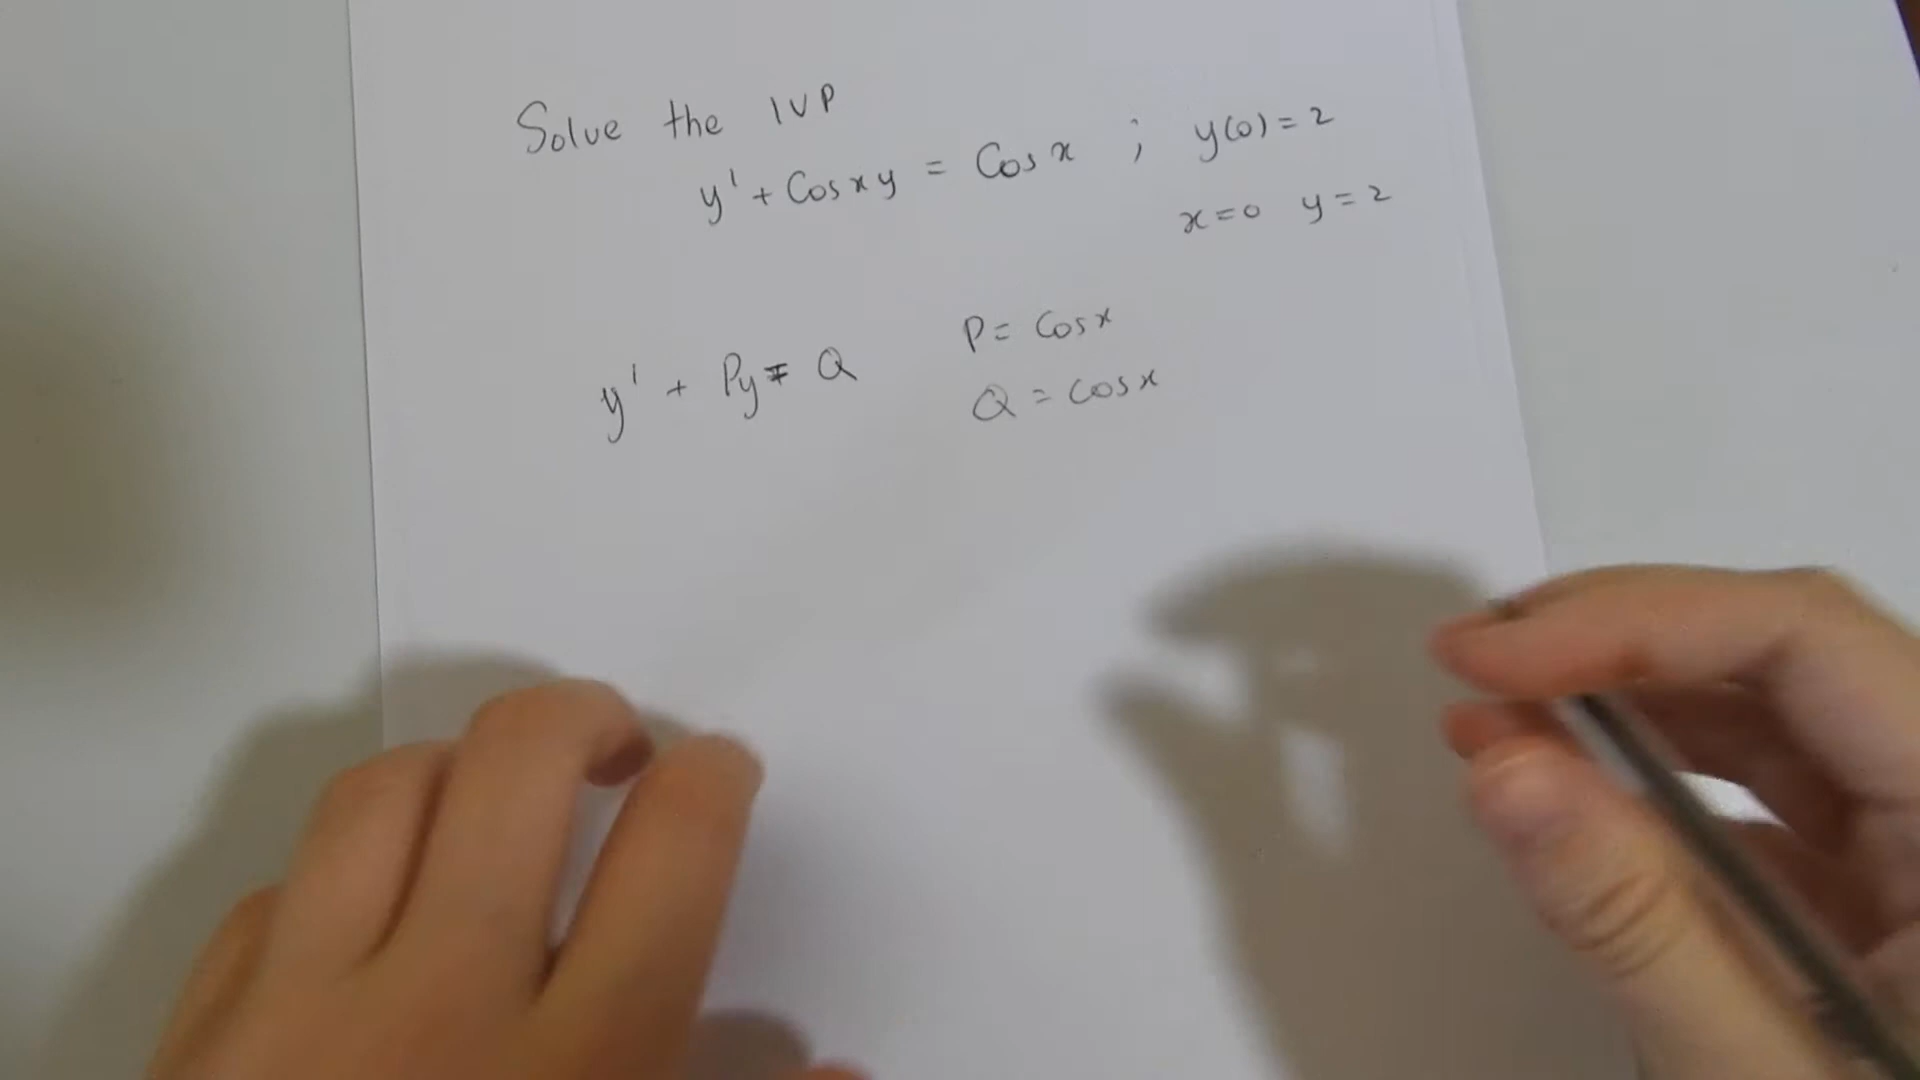 Solve the IVP
y' + Cos x y = Cos x ; y(0) = 2
x = 0 y = 2
P = Cos x
y' + Py = Q
Q = Cos x